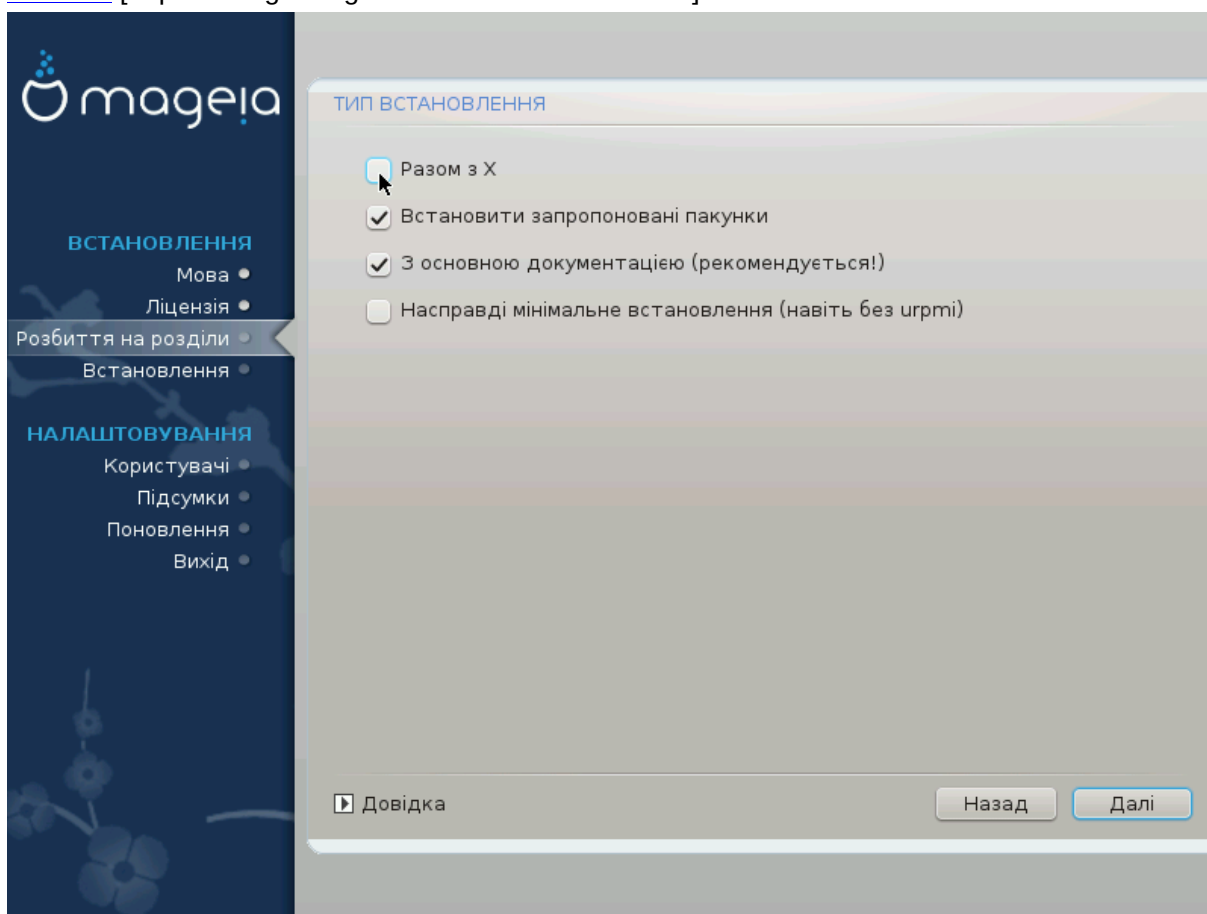 mageia
ТИП ВСТАНОВЛЕННЯ
Разом з X
Встановити запропоновані пакунки
З основною документацією (рекомендується!)
Насправді мінімальне встановлення (навіть без urpmi)
ВСТАНОВЛЕННЯ
Мова
Ліцензія
Розбиття на розділи
Встановлення
НАЛАШТОВУВАННЯ
Користувачі
Підсумки
Поновлення
Вихід
Довідка
Назад
Далі